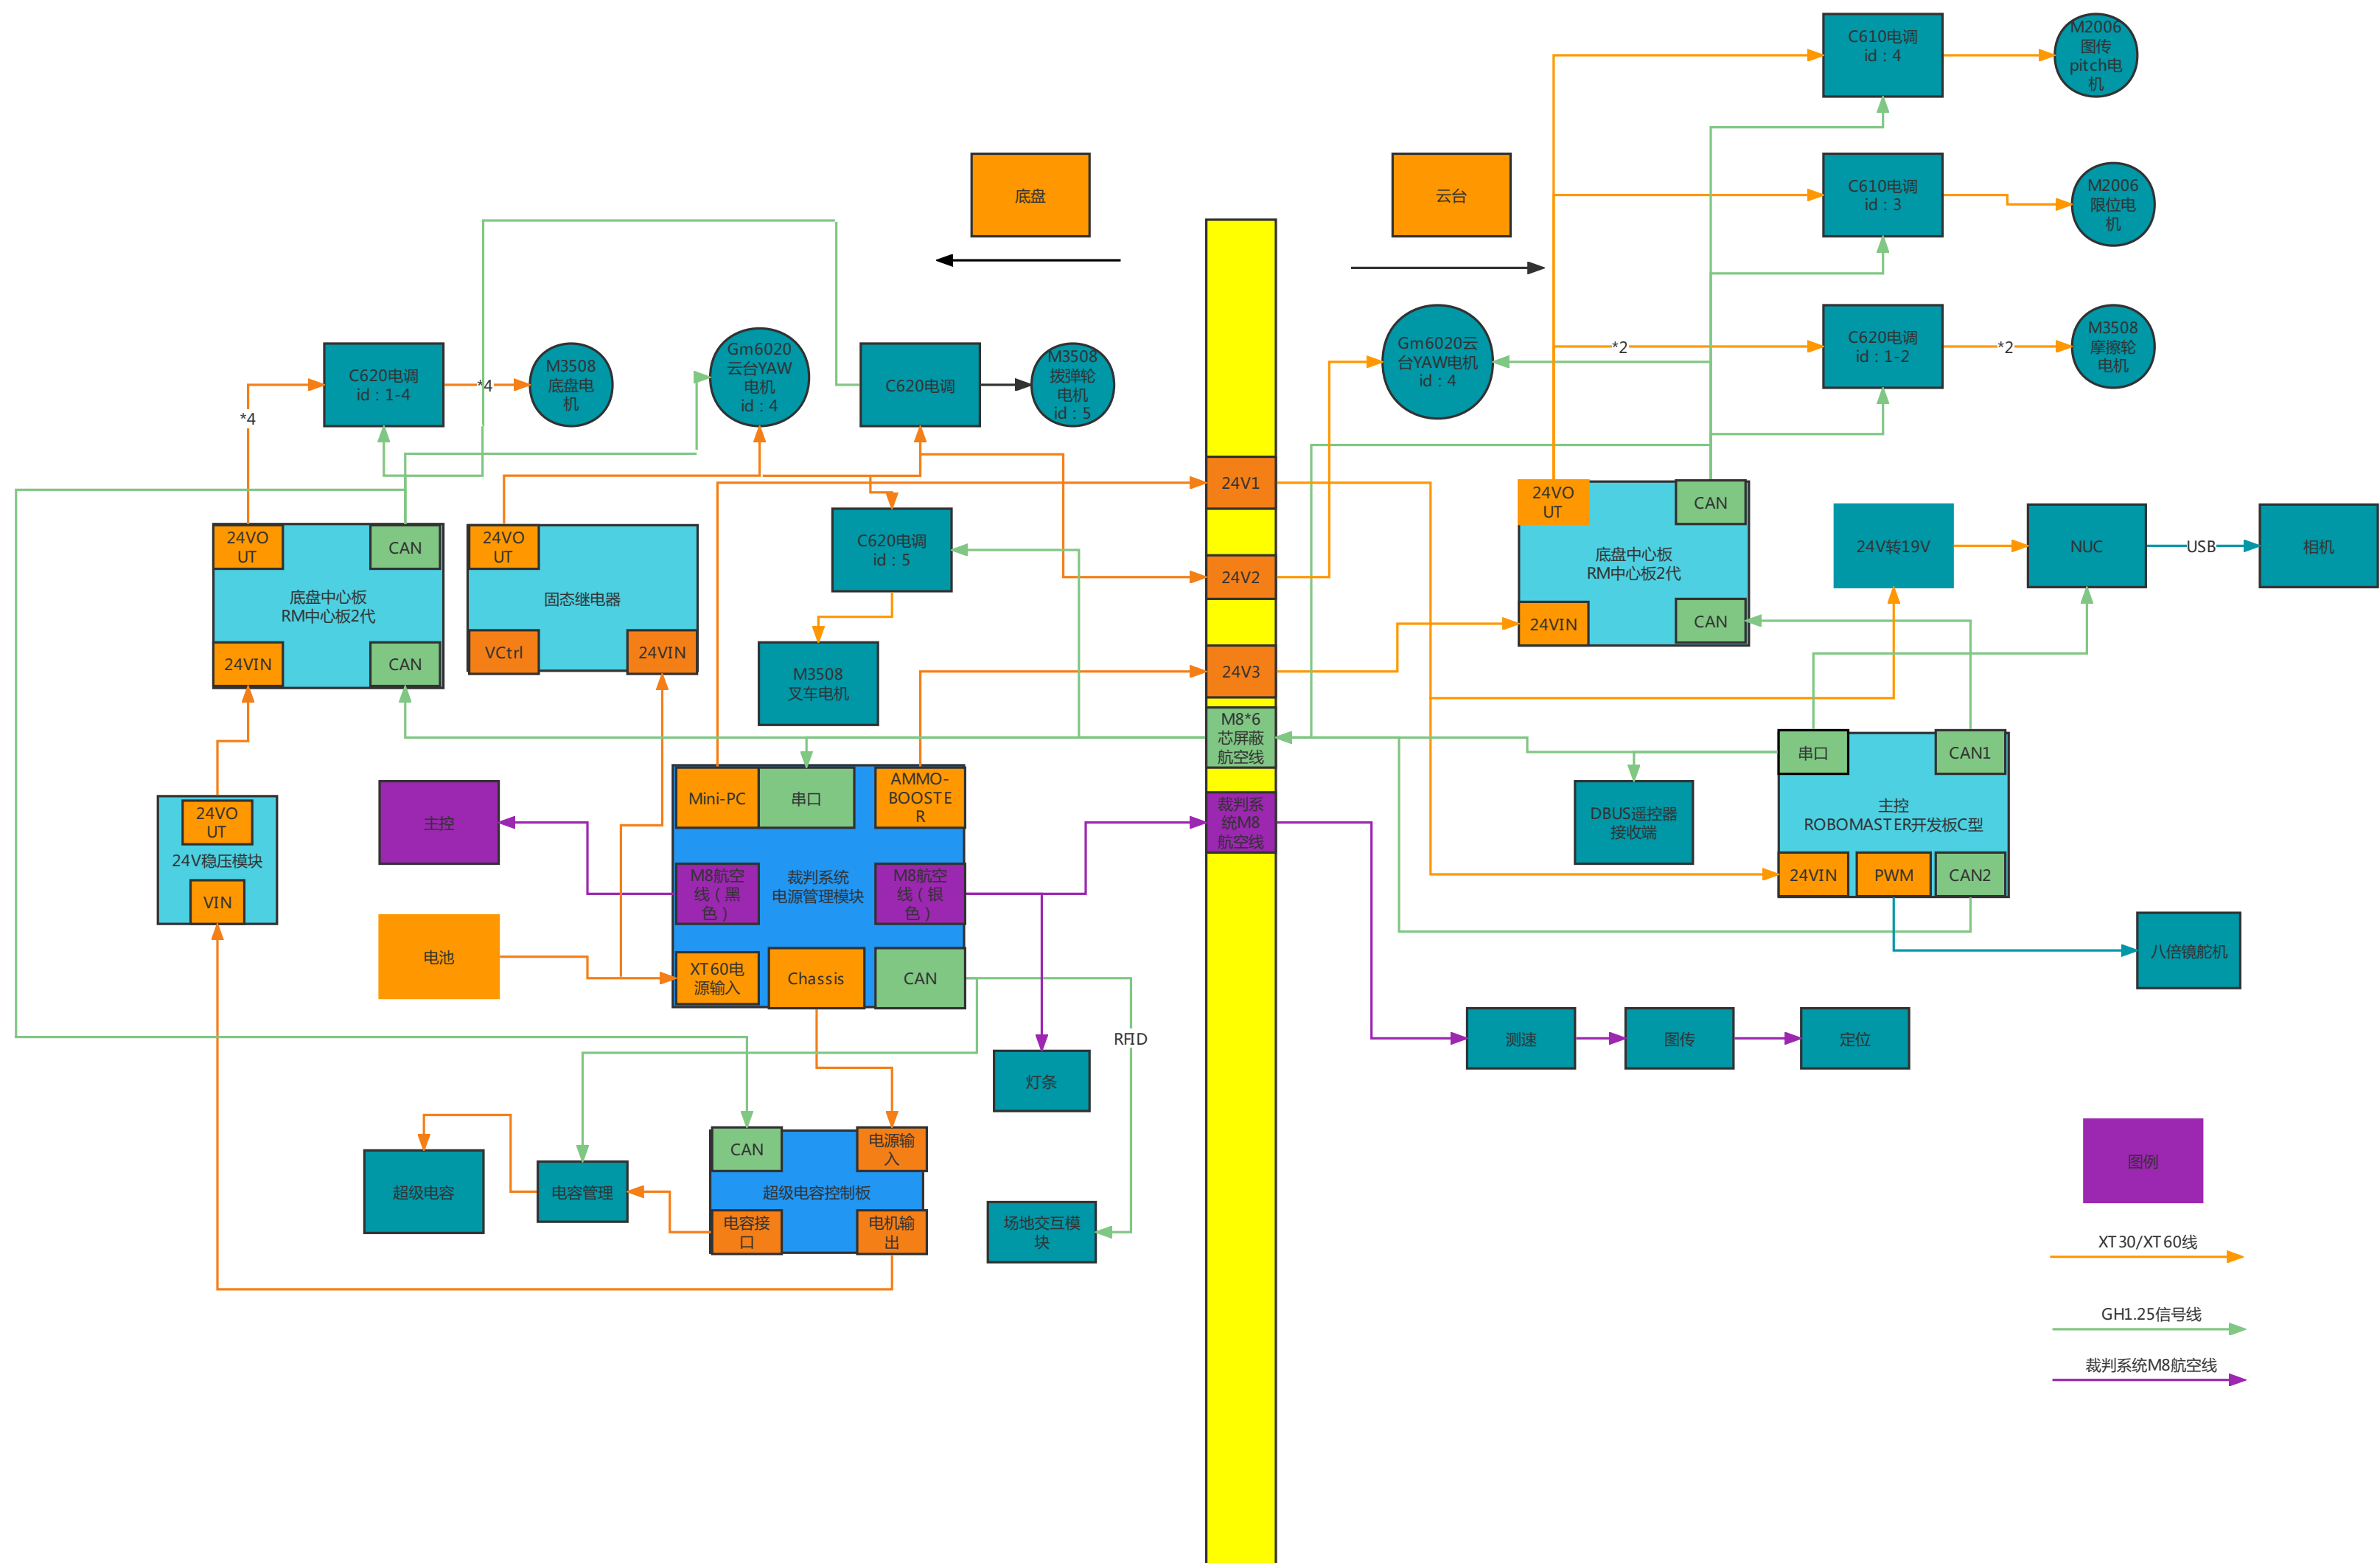 C610电调
id：4
M2006
图传
pitch电
机
底盘
云台
C610电调
id：3
M2006
限位电
机
C620电调
id：1-4
*4
*4
M3508
底盘电
机
Gm6020
云台YAW
电机
id：4
C620电调
M3508
拨弹轮
电机
id：5
Gm6020云
台YAW电机
id：4
*2
C620电调
id：1-2
*2
M3508
摩擦轮
电机
24VO
UT
CAN
底盘中心板
RM中心板2代
24VIN
CAN
24VO
UT
固态继电器
VCtrl
24VIN
C620电调
id：5
M3508
叉车电机
24V1
24V2
24V3
M8*6
芯屏蔽
航空线
裁判系
统M8
航空线
24VO
UT
CAN
底盘中心板
RM中心板2代
24VIN
CAN
24V转19V
NUC
USB
相机
24VO
UT
24V稳压模块
VIN
主控
电池
Mini-PC
串口
AMMO-
BOOSTE
R
M8航空
线（黑
色）
裁判系统
电源管理模块
M8航空
线（银
色）
XT60电
源输入
Chassis
CAN
DBUS遥控器
接收端
串口
CAN1
主控
ROBOMASTER开发板C型
24VIN
PWM
CAN2
八倍镜舵机
RFID
灯条
测速
图传
定位
超级电容
电容管理
CAN
电源输
入
超级电容控制板
电容接
口
电机输
出
场地交互模
块
图例
XT30/XT60线
GH1.25信号线
裁判系统M8航空线